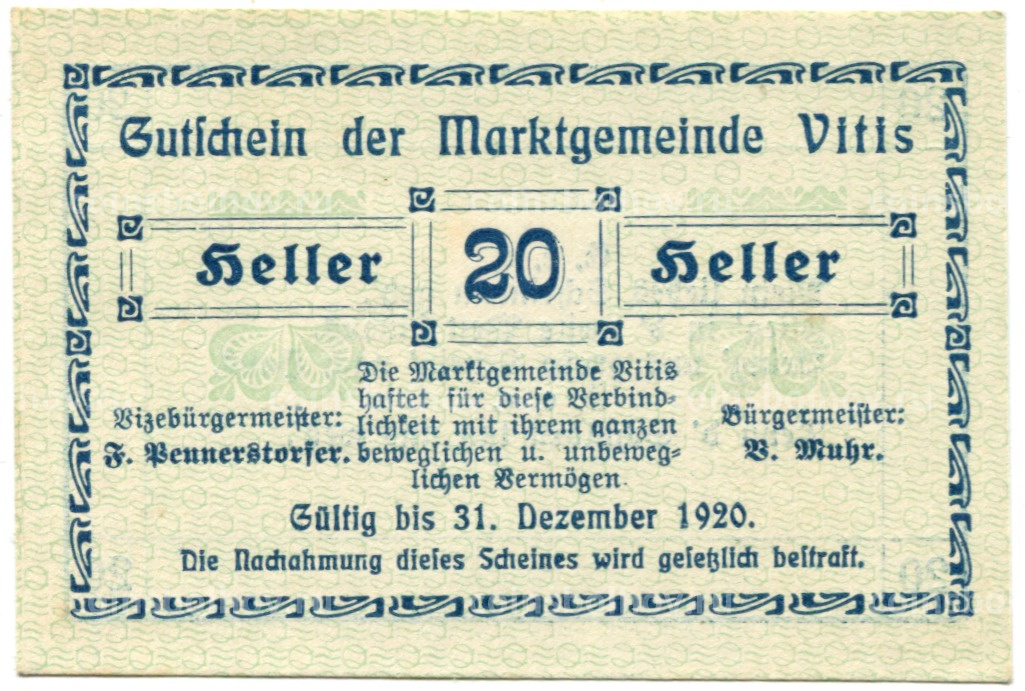 Gutschein der Marktgemeinde Vitis
Heller 20 Heller
Die Marktgemeinde Vitis
haftet für diese Verbind-
lichkeit mit ihrem ganzen
beweglichen u. unbeweg-
lichen Vermögen.
Vizebürgermeister:
F. Pennerstorfer.
Bürgermeister:
V. Muhr.
Gültig bis 31. Dezember 1920.
Die Nachahmung dieses Scheines wird gesetzlich bestraft.